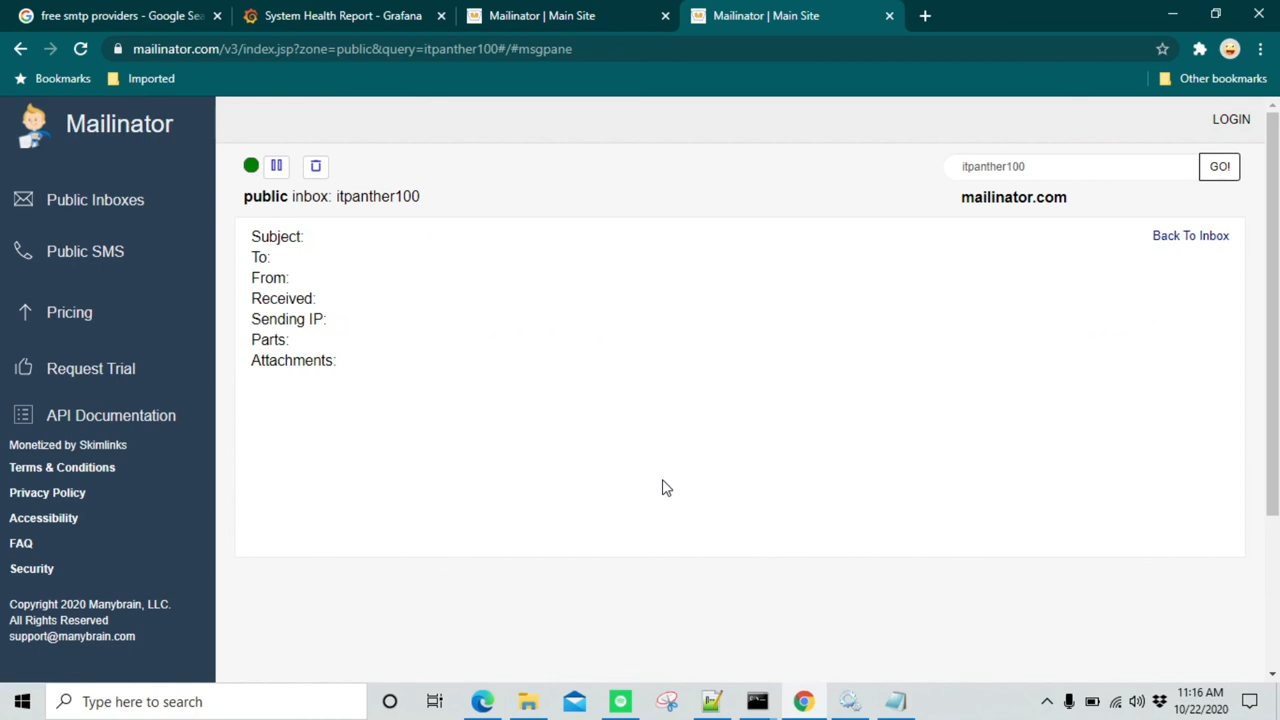 free smtp providers - Google Sea
System Health Report - Grafana
Mailinator | Main Site
Mailinator | Main Site
mailinator.com/v3/index.jsp?zone=public&query=itpanther100#/#msgpane
Bookmarks
Imported
Other bookmarks
Mailinator
LOGIN
itpanther100
GO!
public inbox: itpanther100
mailinator.com
Public Inboxes
Public SMS
Pricing
Request Trial
API Documentation
Monetized by Skimlinks
Terms & Conditions
Privacy Policy
Accessibility
FAQ
Security
Copyright 2020 Manybrain, LLC.
All Rights Reserved
support@manybrain.com
Subject:
Back To Inbox
To:
From:
Received:
Sending IP:
Parts:
Attachments:
Type here to search
11:16 AM
10/22/2020